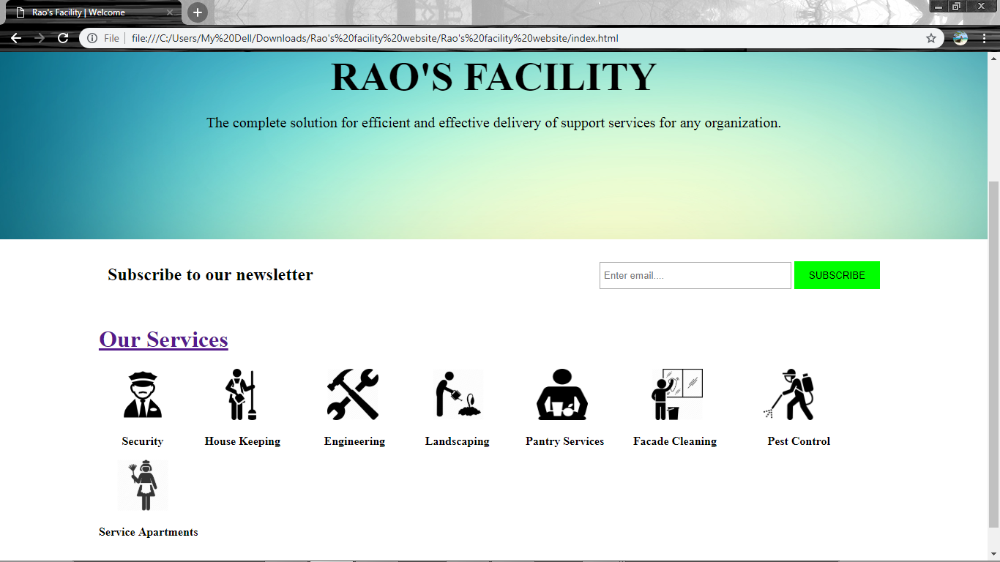 Rao's Facility | Welcome
File file:///C:/Users/My%20Dell/Downloads/Rao's%20facility%20website/Rao's%20facility%20website/index.html
RAO'S FACILITY
The complete solution for efficient and effective delivery of support services for any organization.
Subscribe to our newsletter
Enter email....
SUBSCRIBE
Our Services
Security House Keeping Engineering Landscaping Pantry Services Facade Cleaning Pest Control
Service Apartments